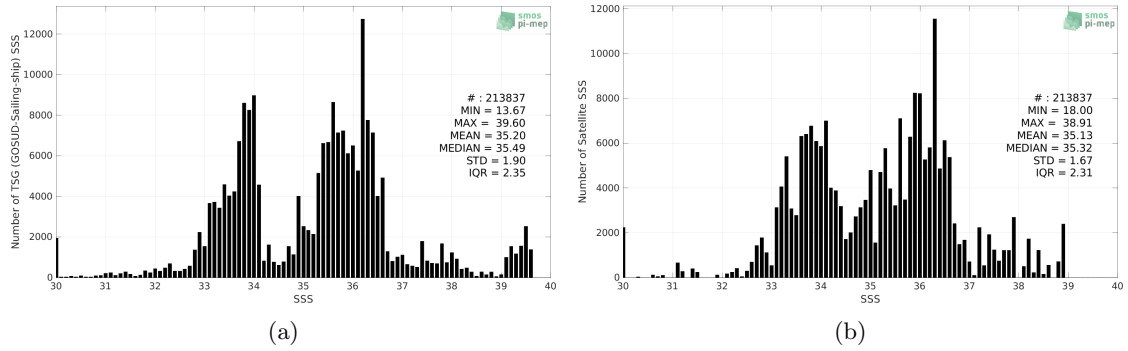 smos
pi-mep
Number of TSG (GOSUD-Sailing-ship) SSS
12000
10000
8000
6000
4000
2000
0
# : 213837
MIN = 13.67
MAX = 39.60
MEAN = 35.20
MEDIAN = 35.49
STD = 1.90
IQR = 2.35
30 31 32 33 34 35 36 37 38 39 40
SSS
(a)
smos
pi-mep
Number of Satellite SSS
12000
10000
8000
6000
4000
2000
0
# : 213837
MIN = 18.00
MAX = 38.91
MEAN = 35.13
MEDIAN = 35.32
STD = 1.67
IQR = 2.31
30 31 32 33 34 35 36 37 38 39 40
SSS
(b)